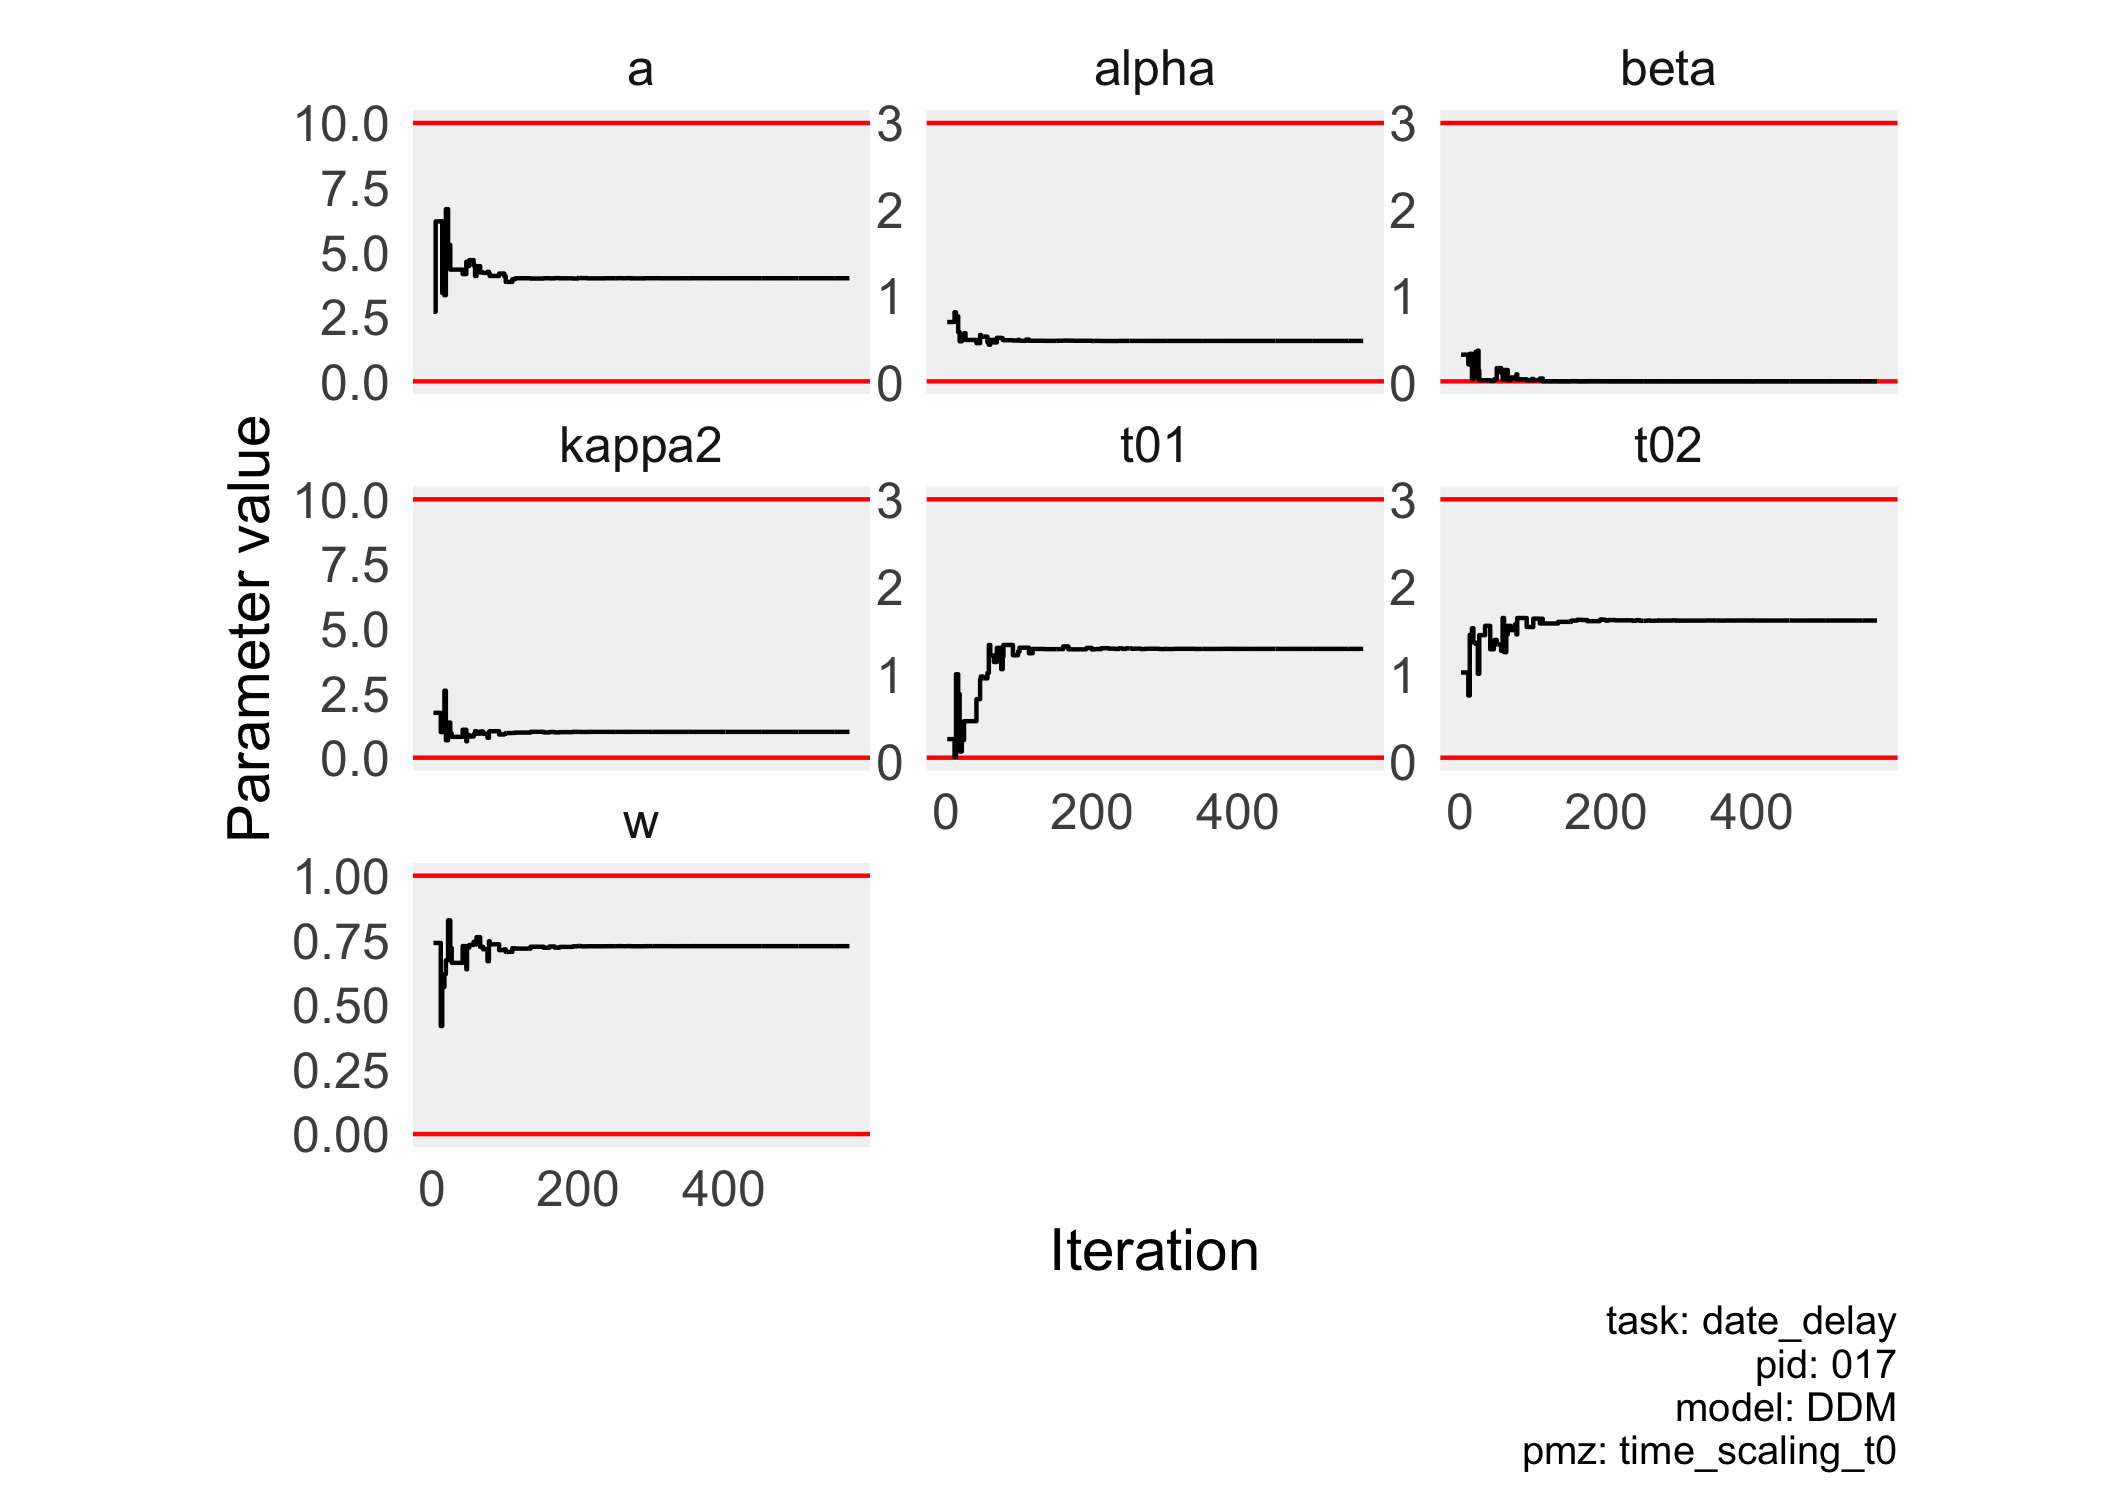 a alpha beta
10.0 3 3
7.5
2 2
5.0
1 1
2.5
0.0 0 0
kappa2 t01 t02
10.0 3 3
7.5
2 2
5.0
1 1
2.5
0.0 0 0
0 200 400 0 200 400
w
1.00
0.75
0.50
0.25
0.00
0 200 400
Parameter value
Iteration
task: date_delay
pid: 017
model: DDM
pmz: time_scaling_t0